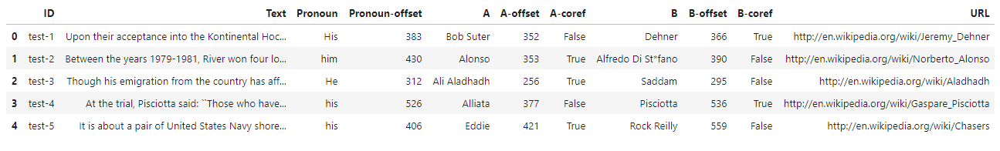 ID Text Pronoun Pronoun-offset A A-offset A-coref B B-offset B-coref URL
0 test-1 Upon their acceptance into the Kontinental Hoc... His 383 Bob Suter 352 False Dehner 366 True http://en.wikipedia.org/wiki/Jeremy_Dehner
1 test-2 Between the years 1979-1981, River won four lo... him 430 Alonso 353 True Alfredo Di St*fano 390 False http://en.wikipedia.org/wiki/Norberto_Alonso
2 test-3 Though his emigration from the country has aff... He 312 Ali Aladhadh 256 True Saddam 295 False http://en.wikipedia.org/wiki/Aladhadh
3 test-4 At the trial, Pisciotta said: ``Those who have... his 526 Alliata 377 False Pisciotta 536 True http://en.wikipedia.org/wiki/Gaspare_Pisciotta
4 test-5 It is about a pair of United States Navy shore... his 406 Eddie 421 True Rock Reilly 559 False http://en.wikipedia.org/wiki/Chasers